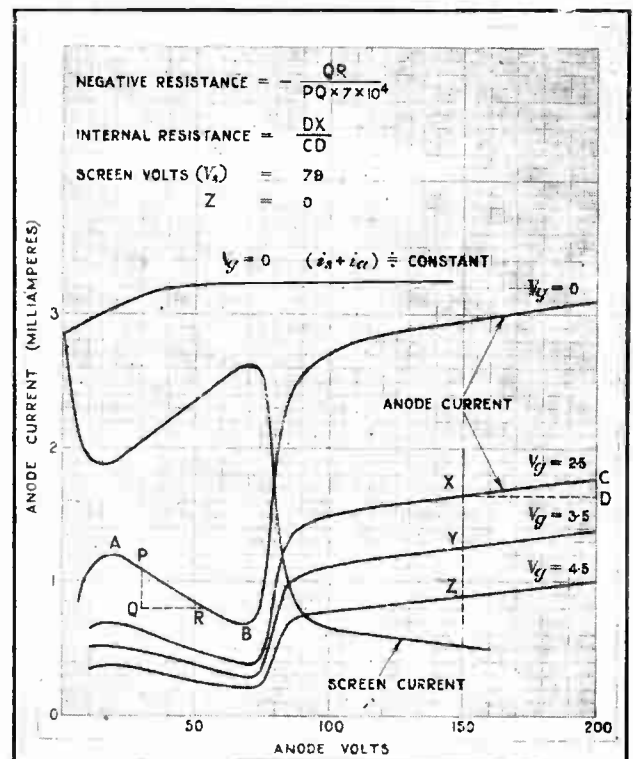 NEGATIVE RESISTANCE = - QR
PQ × 7 × 10⁴
INTERNAL RESISTANCE = DX
CD
SCREEN VOLTS (Vs) = 78
Z = 0
Vg = 0 (is + ia) ≑ CONSTANT
Vg = 0
ANODE CURRENT (MILLIAMPERES)
3
ANODE CURRENT
2
X
Vg = 2.5
C
D
Y
Vg = 3.5
A
P
1
Q
R
B
Z
Vg = 4.5
SCREEN CURRENT
0
50
100
150
200
ANODE VOLTS